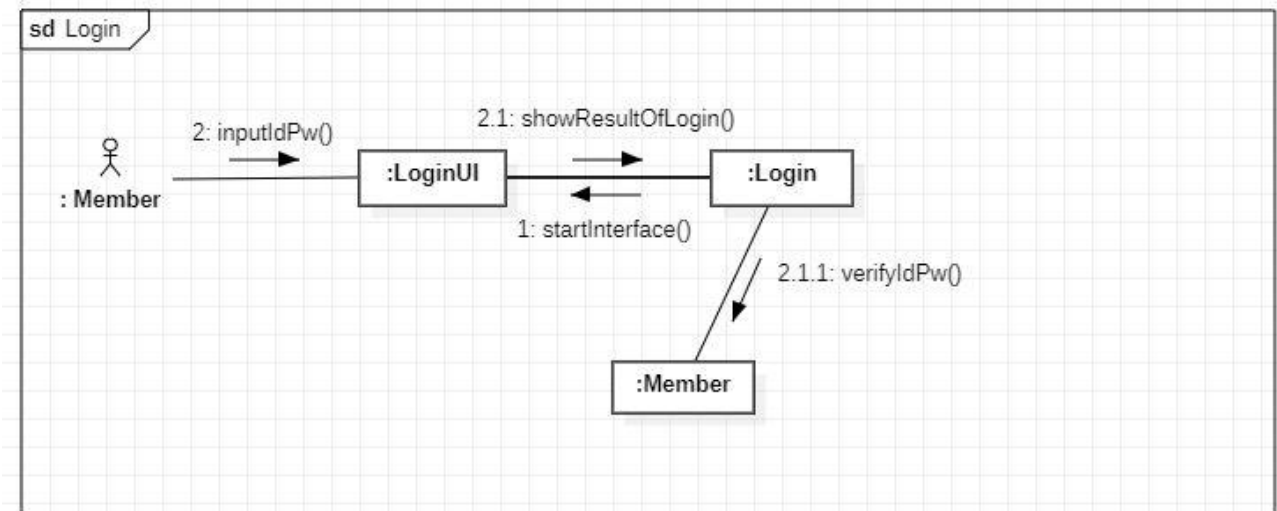 sd Login
2.1: showResultOfLogin()
2: inputIdPw()
:LoginUI
:Login
: Member
1: startInterface()
2.1.1: verifyIdPw()
:Member